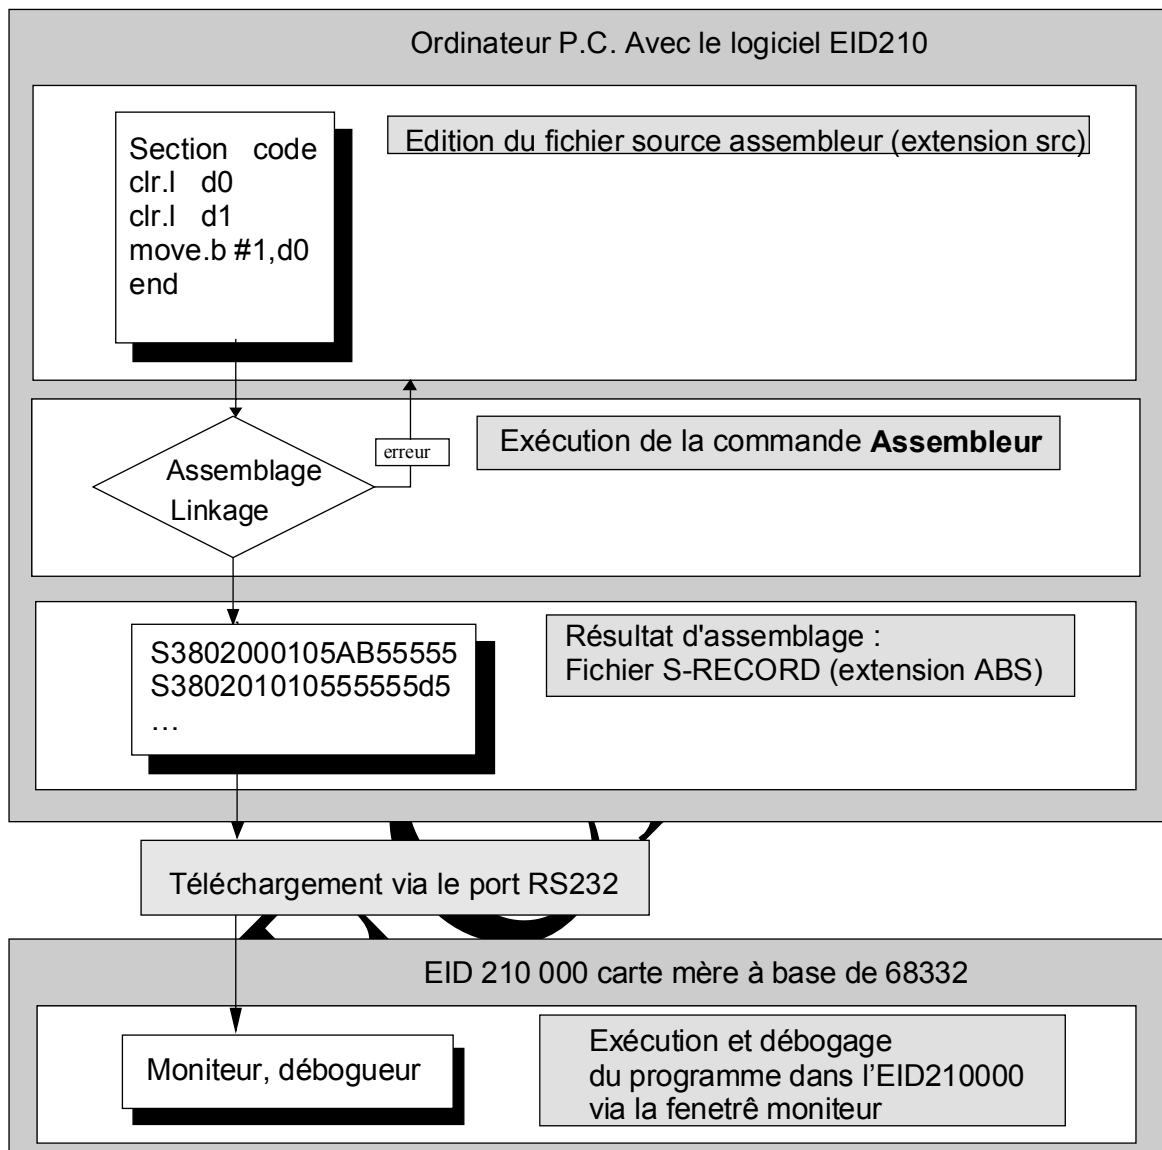 Ordinateur P.C. Avec le logiciel EID210
Section code
clr.l d0
clr.l d1
move.b #1,d0
end
Edition du fichier source assembleur (extension src)
Assemblage
Linkage
erreur
Exécution de la commande Assembleur
S3802000105AB55555
S380201010555555d5
…
Résultat d'assemblage :
Fichier S-RECORD (extension ABS)
Téléchargement via le port RS232
EID 210 000 carte mère à base de 68332
Moniteur, débogueur
Exécution et débogage
du programme dans l’EID210000
via la fenetrê moniteur